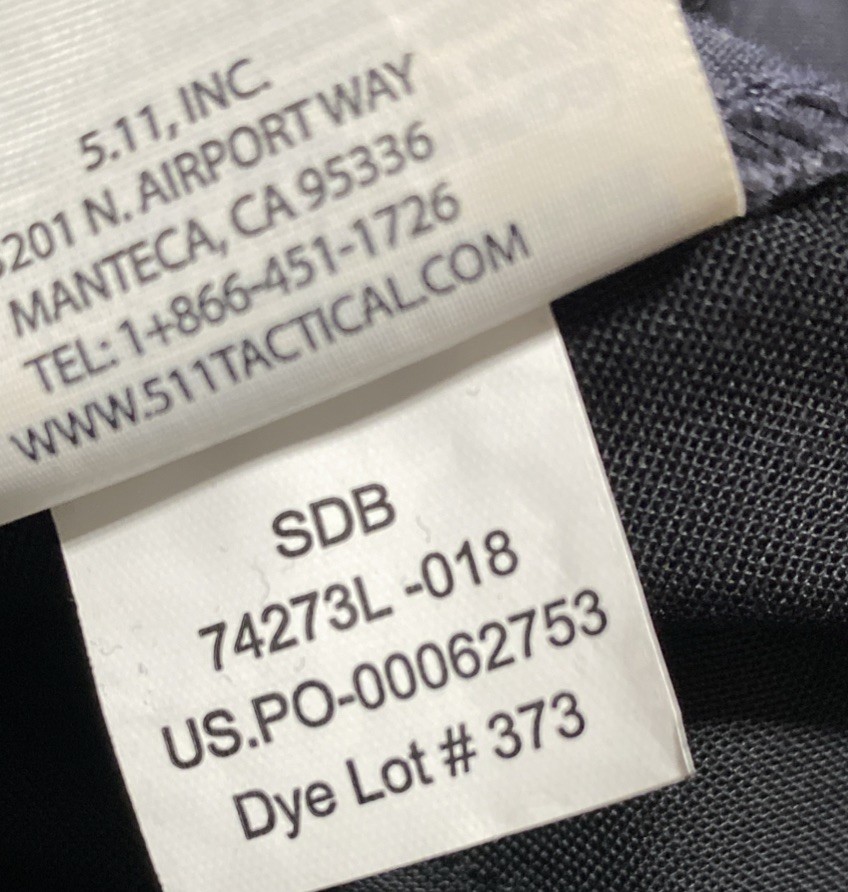 5.11, INC.
3201 N. AIRPORT WAY
MANTECA, CA 95336
TEL: 1+866-451-1726
WWW.511TACTICAL.COM
SDB
74273L -018
US.PO-00062753
Dye Lot # 373